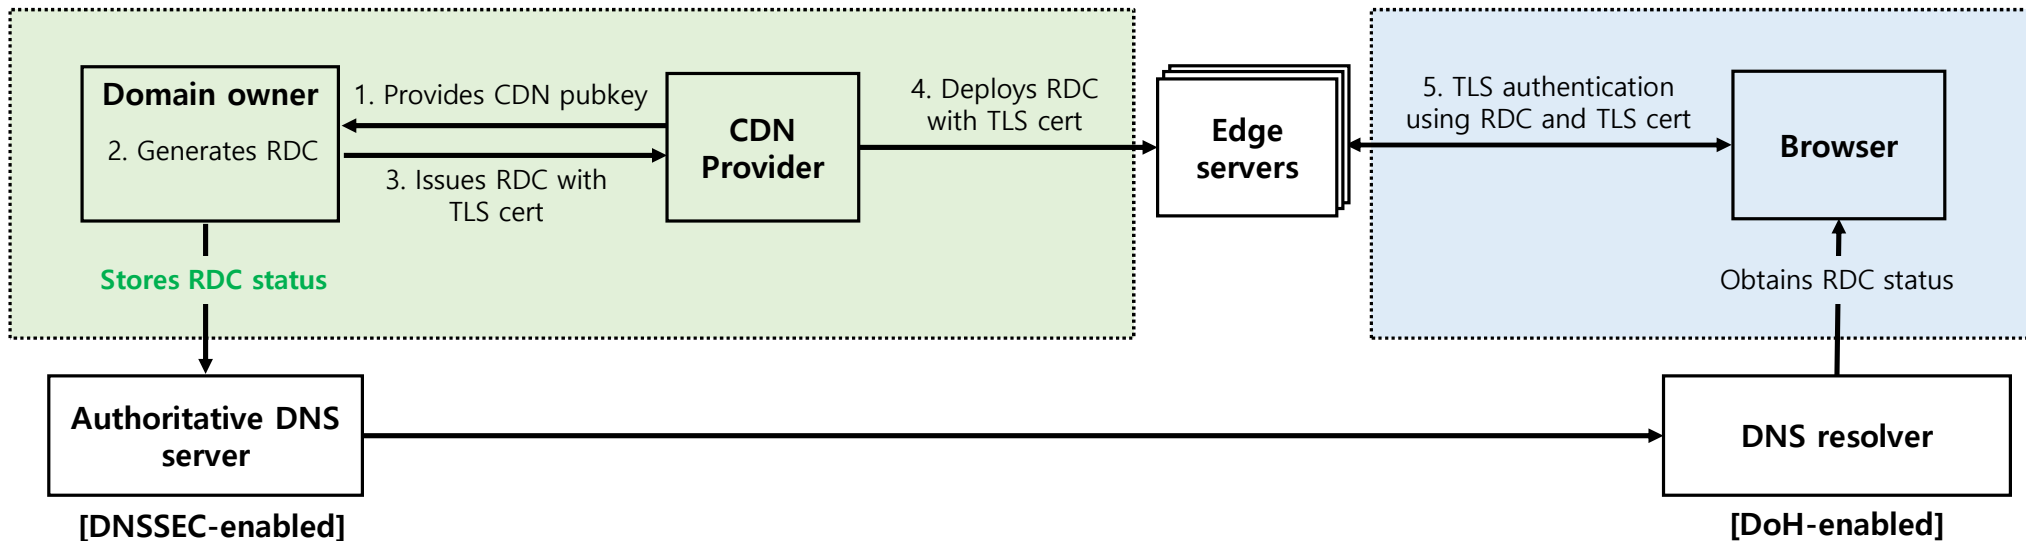 Domain owner
2. Generates RDC
1. Provides CDN pubkey
3. Issues RDC with
TLS cert
CDN
Provider
4. Deploys RDC
with TLS cert
Edge
servers
5. TLS authentication
using RDC and TLS cert
Browser
Stores RDC status
Obtains RDC status
Authoritative DNS
server
[DNSSEC-enabled]
DNS resolver
[DoH-enabled]